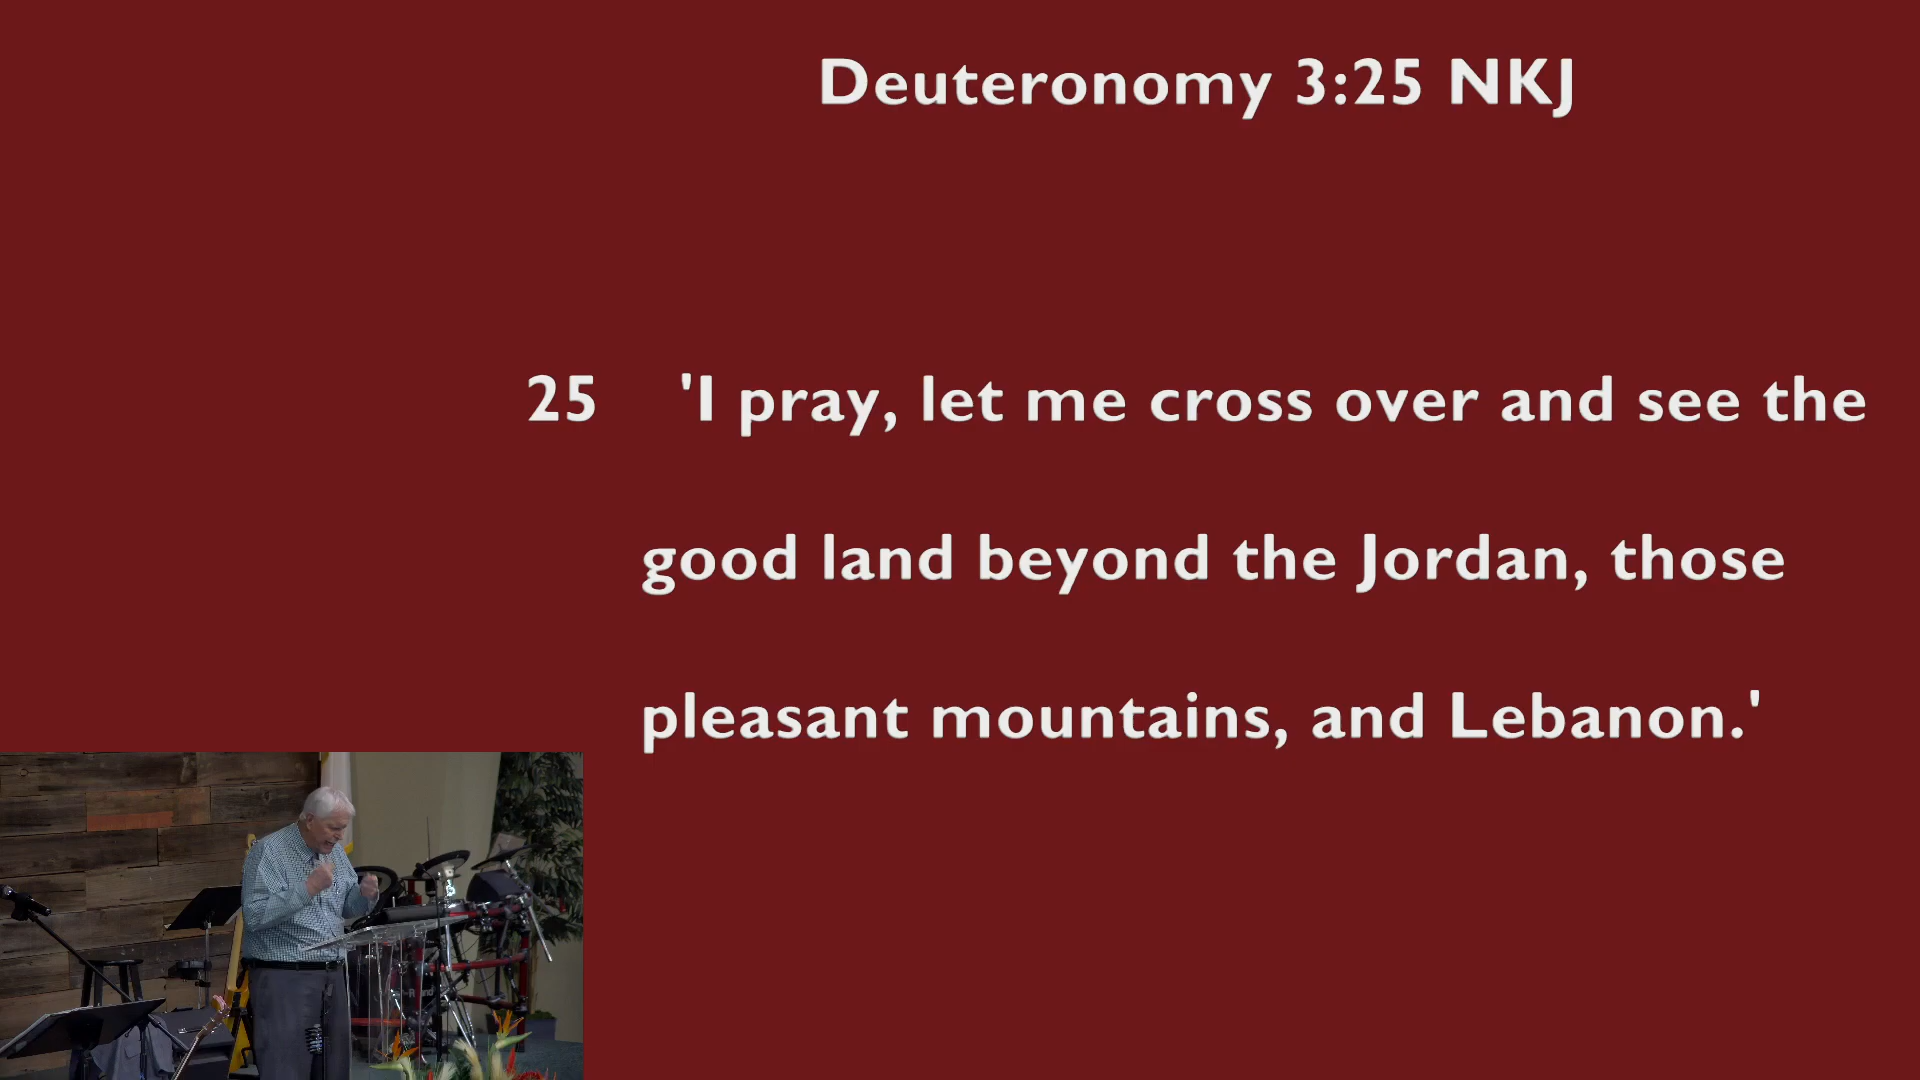 Deuteronomy 3:25 NKJ
25 'I pray, let me cross over and see the
good land beyond the Jordan, those
pleasant mountains, and Lebanon.'